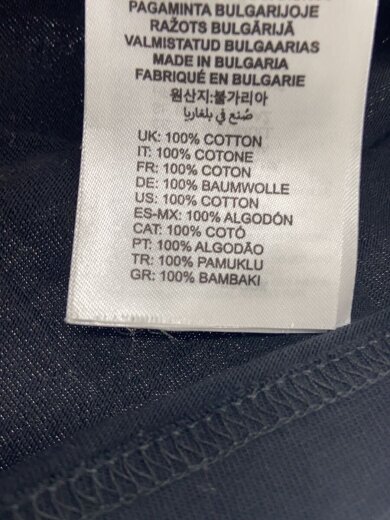 PAGAMINTA BULGARIJOJE
RAŽOTS BULGĀRIJĀ
VALMISTATUD BULGAARIAS
MADE IN BULGARIA
FABRIQUÉ EN BULGARIE
원산지:불가리아
صُنع في بلغاريا
UK: 100% COTTON
IT: 100% COTONE
FR: 100% COTON
DE: 100% BAUMWOLLE
US: 100% COTTON
ES-MX: 100% ALGODÓN
CAT: 100% COTÓ
PT: 100% ALGODÃO
TR: 100% PAMUKLU
GR: 100% BAMBAKI